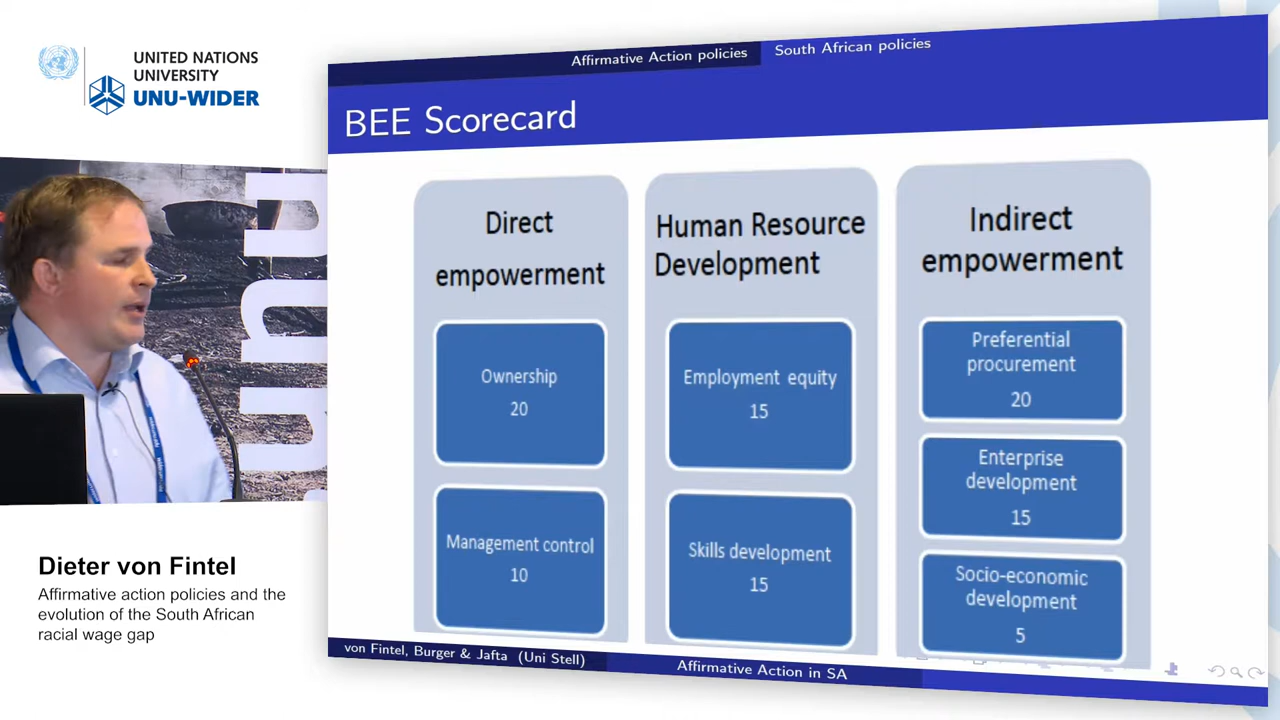 UNITED NATIONS
UNIVERSITY
UNU-WIDER
Affirmative Action policies
South African policies
BEE Scorecard
Direct
empowerment
Ownership
20
Management control
10
Human Resource
Development
Employment equity
15
Skills development
15
Indirect
empowerment
Preferential
procurement
20
Enterprise
development
15
Socio-economic
development
5
von Fintel, Burger & Jafta (Uni Stell)
Affirmative Action in SA
unu
nun
Dieter von Fintel
Affirmative action policies and the
evolution of the South African
racial wage gap